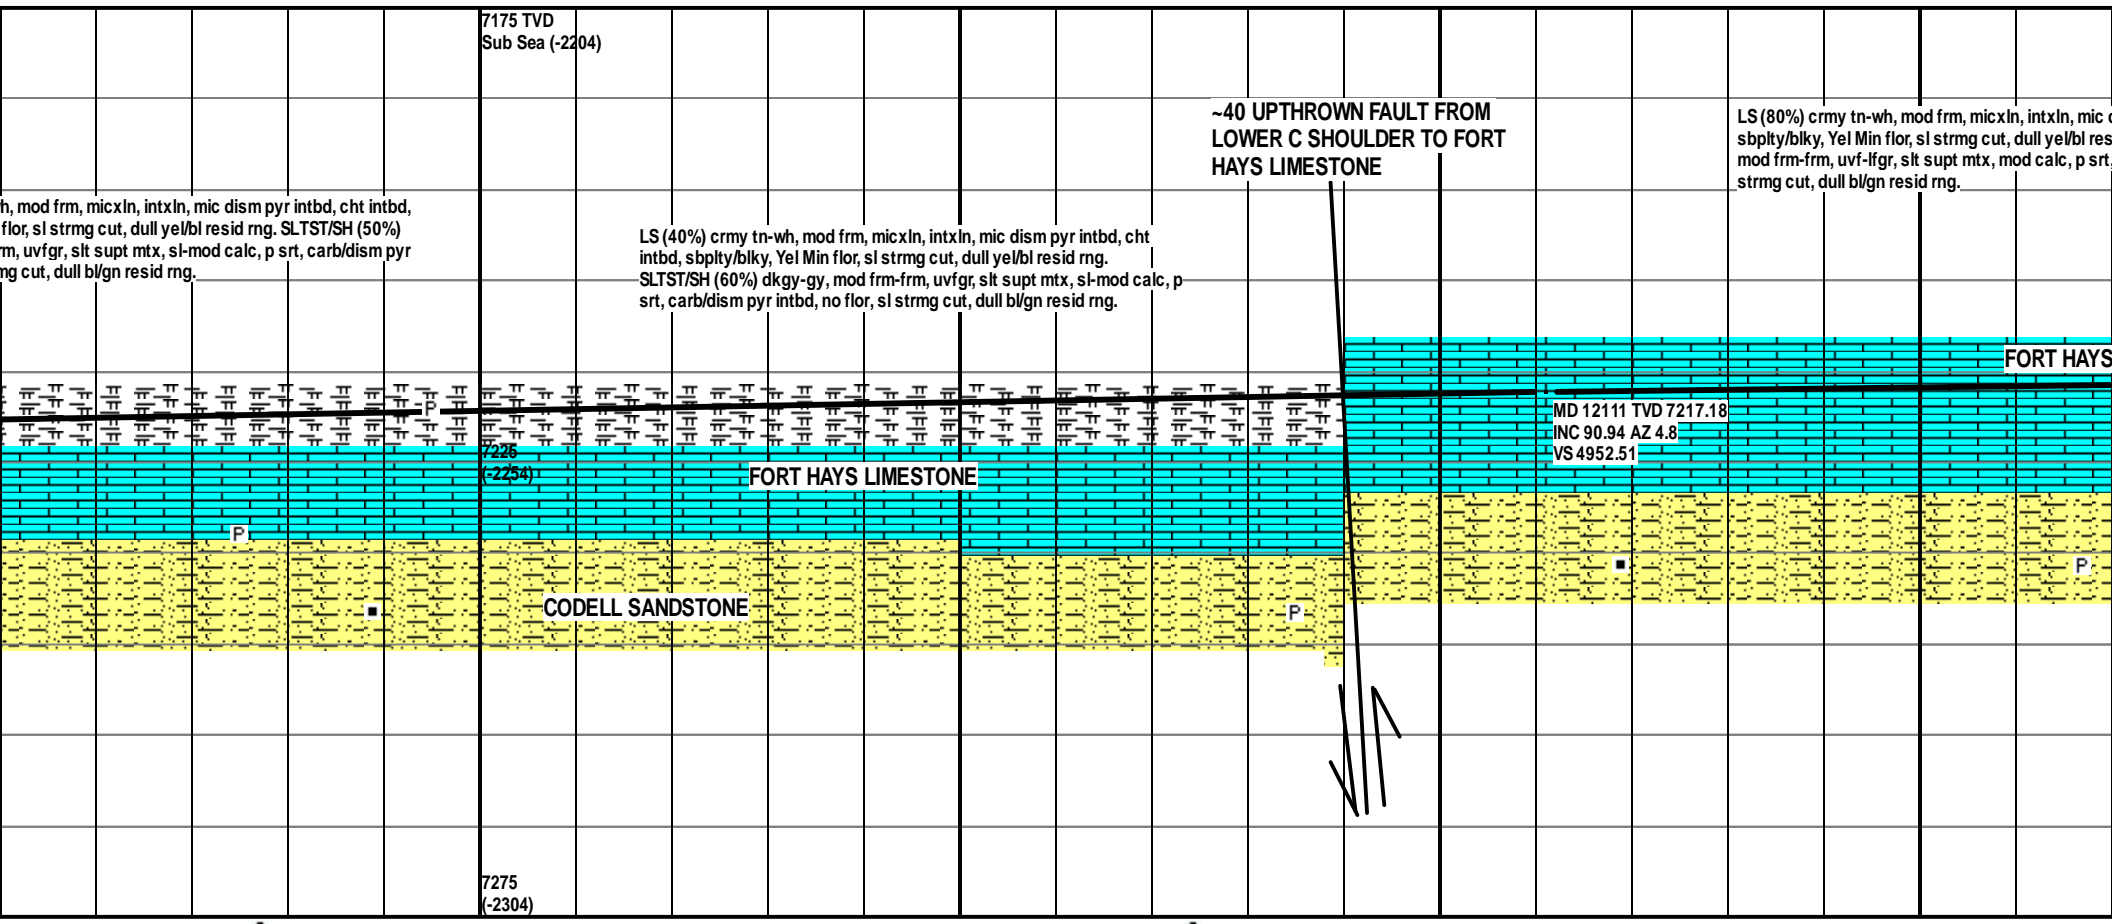 7175 TVD
Sub Sea (-2204)
~40 UPTHROWN FAULT FROM
LOWER C SHOULDER TO FORT
HAYS LIMESTONE
LS (80%) crmy tn-wh, mod frm, micxln, intxln, mic
sbplty/blky, Yel Min flor, sl strmg cut, dull yel/bl res
mod frm-frm, uvf-lfgr, slt supt mtx, mod calc, p srt,
strmg cut, dull bl/gn resid rng.
h, mod frm, micxln, intxln, mic dism pyr intbd, cht intbd,
flor, sl strmg cut, dull yel/bl resid rng. SLTST/SH (50%)
rm, uvfgr, slt supt mtx, sl-mod calc, p srt, carb/dism pyr
mg cut, dull bl/gn resid rng.
LS (40%) crmy tn-wh, mod frm, micxln, intxln, mic dism pyr intbd, cht
intbd, sbplty/blky, Yel Min flor, sl strmg cut, dull yel/bl resid rng.
SLTST/SH (60%) dkgy-gy, mod frm-frm, uvfgr, slt supt mtx, sl-mod calc, p
srt, carb/dism pyr intbd, no flor, sl strmg cut, dull bl/gn resid rng.
FORT HAYS
P
MD 12111 TVD 7217.18
INC 90.94 AZ 4.8
VS 4952.51
7225
(-2254)
FORT HAYS LIMESTONE
P
P
CODELL SANDSTONE
P
7275
(-2304)